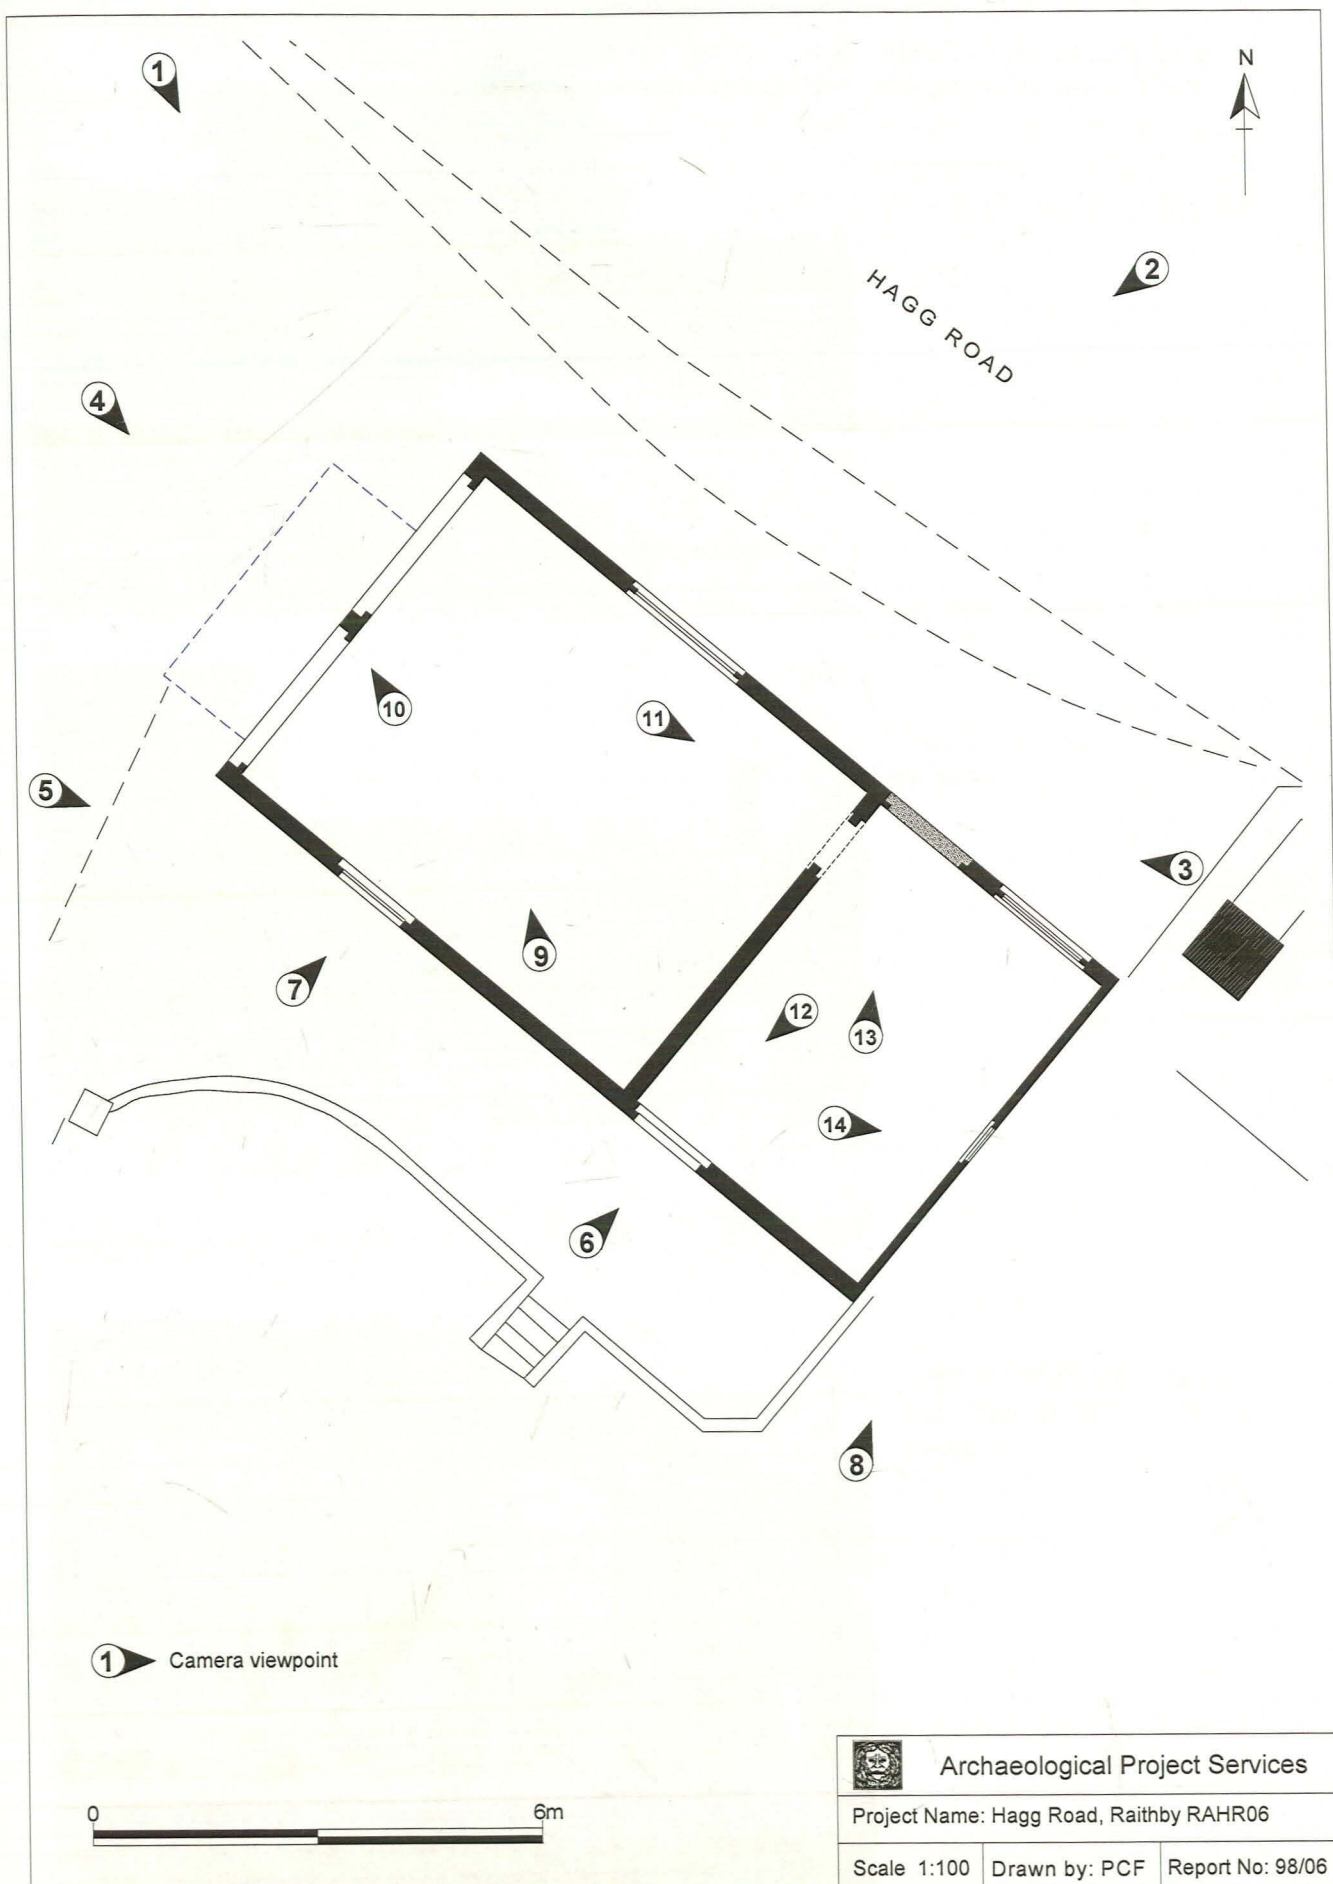 1
N
2
HAGG ROAD
4
10
11
5
3
9
7
12
13
14
6
8
1 Camera viewpoint
0 6m
Archaeological Project Services
Project Name: Hagg Road, Raithby RAHR06
Scale 1:100 Drawn by: PCF Report No: 98/06